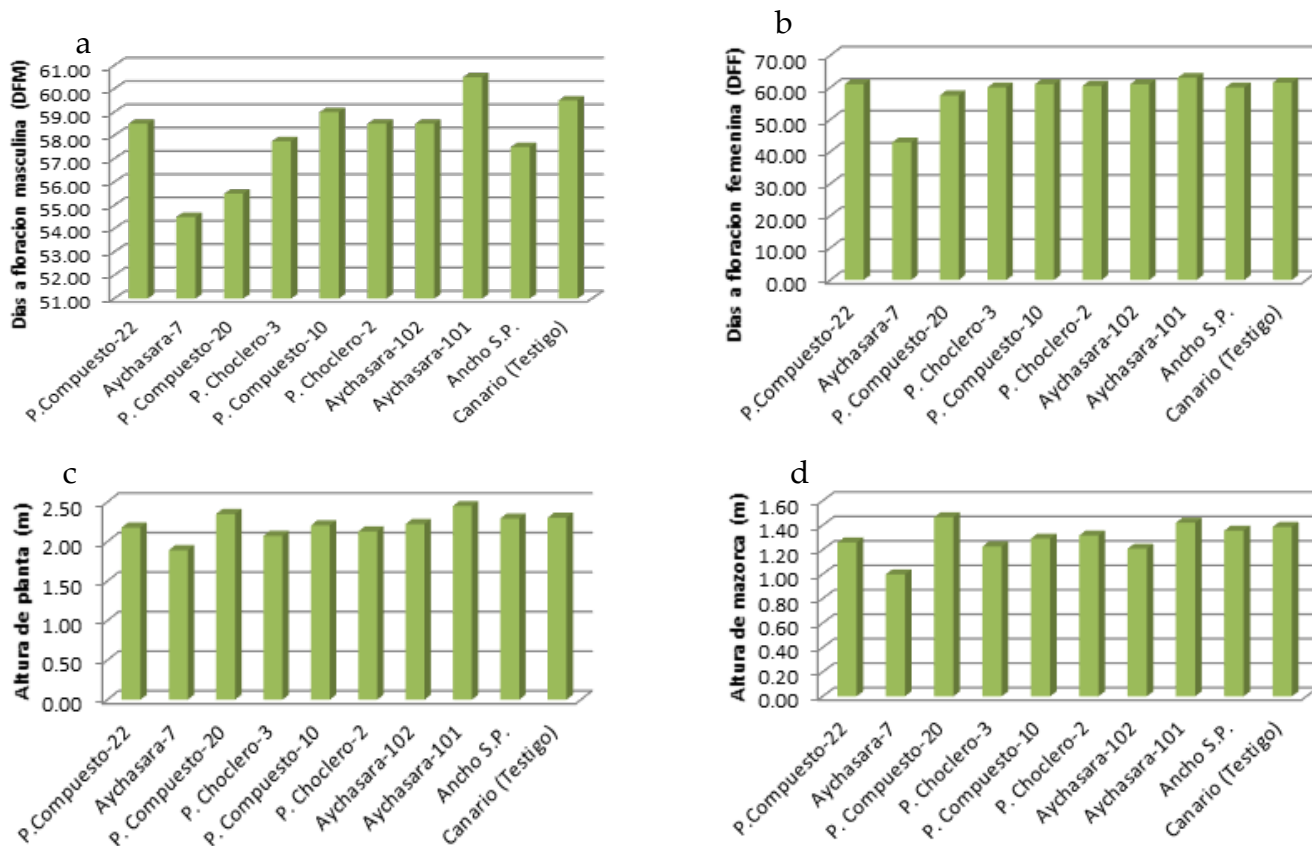 a
Dias a floracion masculina (DFM)
61.00
60.00
59.00
58.00
57.00
56.00
55.00
54.00
53.00
52.00
51.00
P.Compuesto-22
Aychasara-7
P. Compuesto-20
P. Choclero-3
P. Compuesto-10
P. Choclero-2
Aychasara-102
Aychasara-101
Ancho S.P.
Canario (Testigo)
b
Dias a floracion femenina (DFF)
70.00
60.00
50.00
40.00
30.00
20.00
10.00
0.00
P.Compuesto-22
Aychasara-7
P. Compuesto-20
P. Choclero-3
P. Compuesto-10
P. Choclero-2
Aychasara-102
Aychasara-101
Ancho S.P.
Canario (Testigo)
c
Altura de planta (m)
2.50
2.00
1.50
1.00
0.50
0.00
P.Compuesto-22
Aychasara-7
P. Compuesto-20
P. Choclero-3
P. Compuesto-10
P. Choclero-2
Aychasara-102
Aychasara-101
Ancho S.P.
Canario (Testigo)
d
Altura de mazorca (m)
1.60
1.40
1.20
1.00
0.80
0.60
0.40
0.20
0.00
P.Compuesto-22
Aychasara-7
P. Compuesto-20
P. Choclero-3
P. Compuesto-10
P. Choclero-2
Aychasara-102
Aychasara-101
Ancho S.P.
Canario (Testigo)